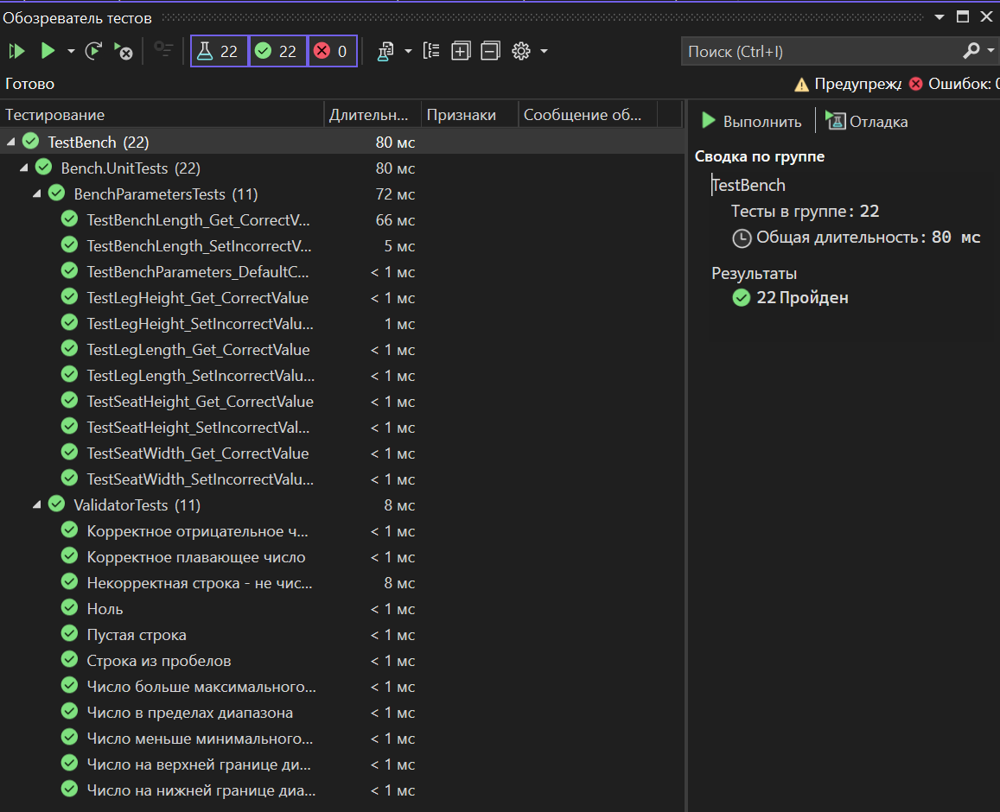 Обозреватель тестов
22 22 0
Поиск (Ctrl+I)
Готово
Предупрежд Ошибок: 0
Тестирование Длительн... Признаки Сообщение об...
TestBench (22) 80 мс
Bench.UnitTests (22) 80 мс
BenchParametersTests (11) 72 мс
TestBenchLength_Get_CorrectV... 66 мс
TestBenchLength_SetIncorrectV... 5 мс
TestBenchParameters_DefaultC... < 1 мс
TestLegHeight_Get_CorrectValue < 1 мс
TestLegHeight_SetIncorrectValu... 1 мс
TestLegLength_Get_CorrectValue < 1 мс
TestLegLength_SetIncorrectValu... < 1 мс
TestSeatHeight_Get_CorrectValue < 1 мс
TestSeatHeight_SetIncorrectVal... < 1 мс
TestSeatWidth_Get_CorrectValue < 1 мс
TestSeatWidth_SetIncorrectValu... < 1 мс
ValidatorTests (11) 8 мс
Корректное отрицательное ч... < 1 мс
Корректное плавающее число < 1 мс
Некорректная строка - не чис... 8 мс
Ноль < 1 мс
Пустая строка < 1 мс
Строка из пробелов < 1 мс
Число больше максимального... < 1 мс
Число в пределах диапазона < 1 мс
Число меньше минимального... < 1 мс
Число на верхней границе ди... < 1 мс
Число на нижней границе диа... < 1 мс
Выполнить Отладка
Сводка по группе
TestBench
Тесты в группе: 22
Общая длительность: 80 мс
Результаты
22 Пройден